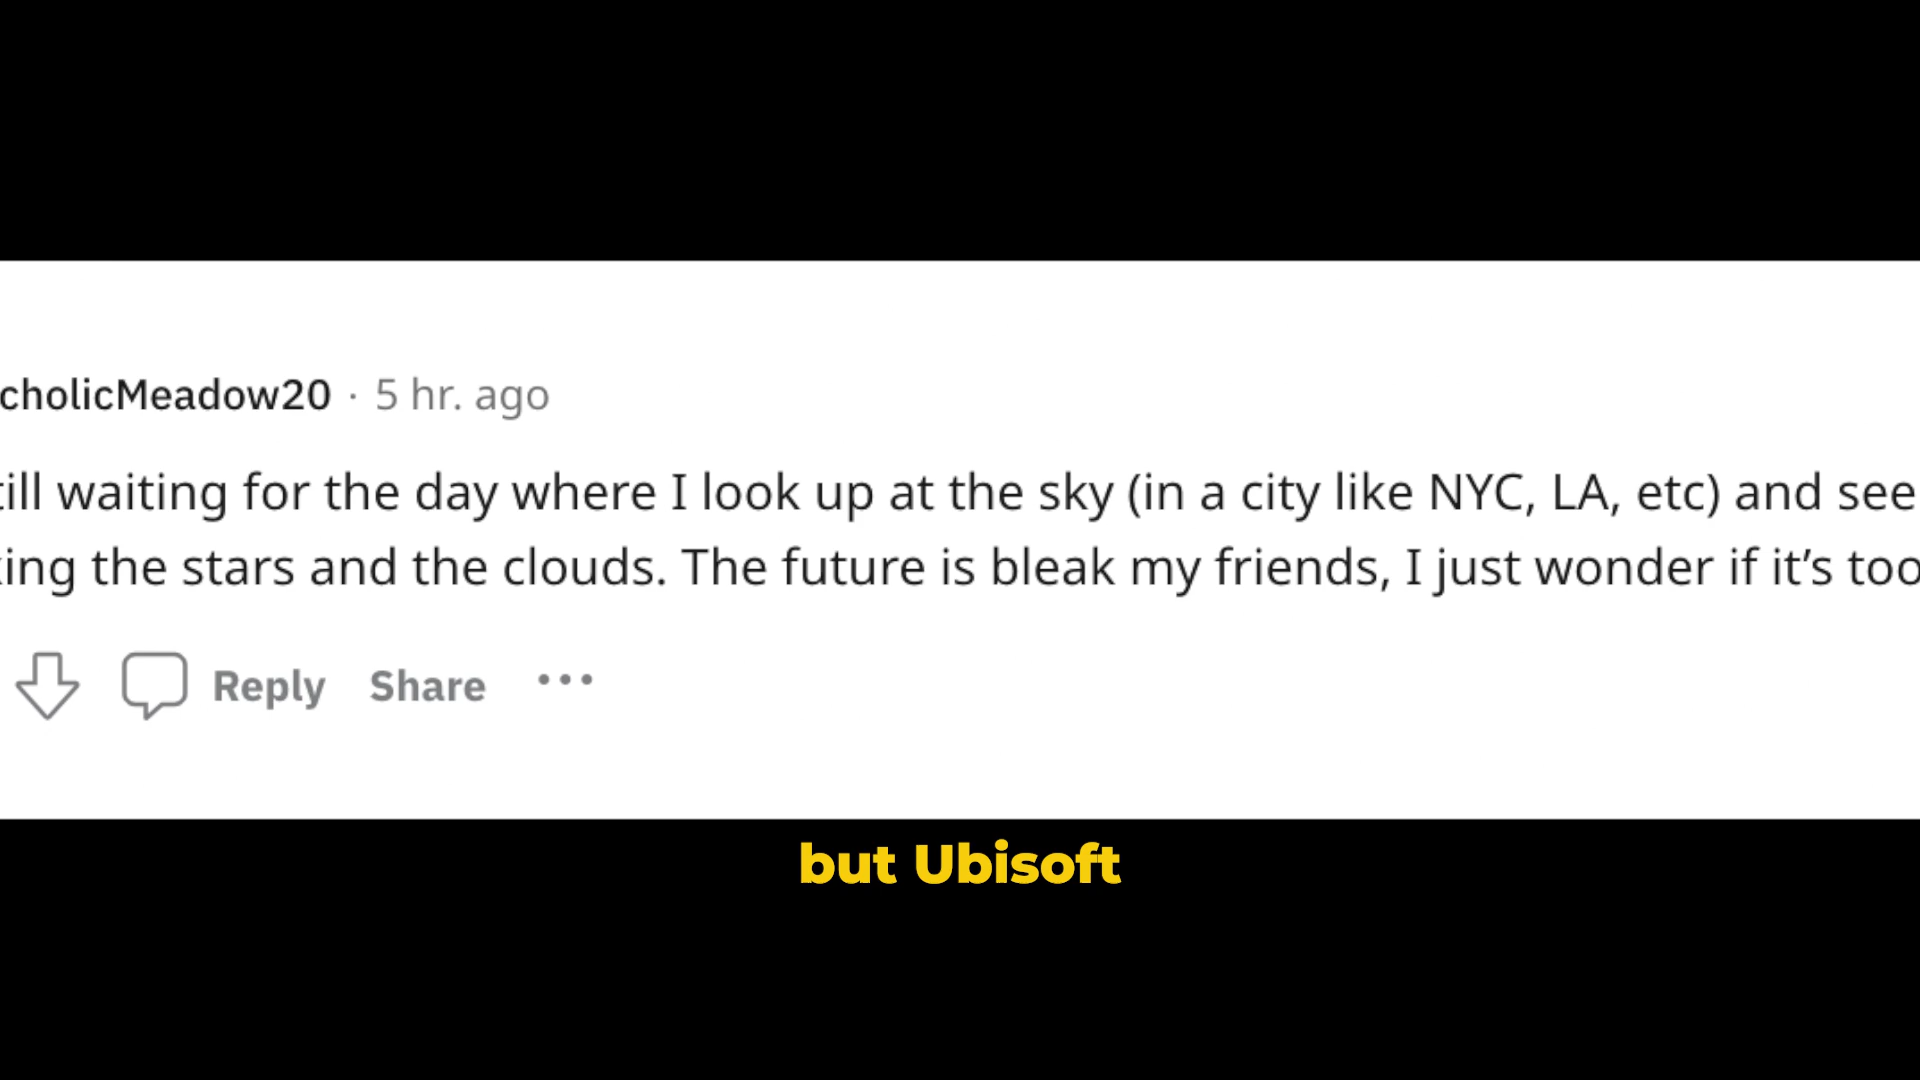 cholicMeadow20 · 5 hr. ago
till waiting for the day where I look up at the sky (in a city like NYC, LA, etc) and see
king the stars and the clouds. The future is bleak my friends, I just wonder if it’s too
Reply Share ...
but Ubisoft